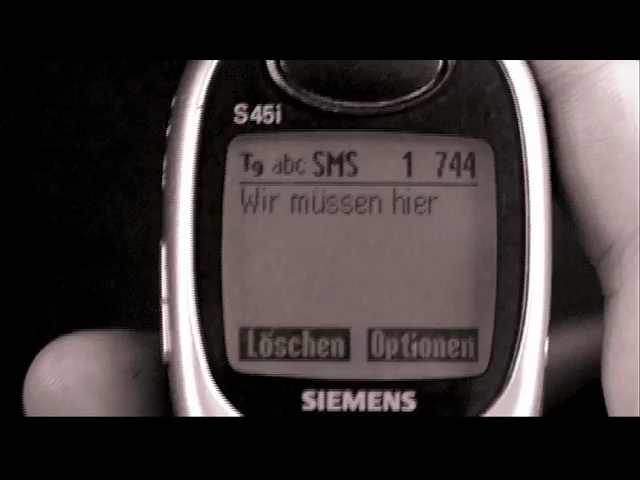 S45i
T9 abc SMS 1 744
Wir müssen hier
Löschen Optionen
SIEMENS